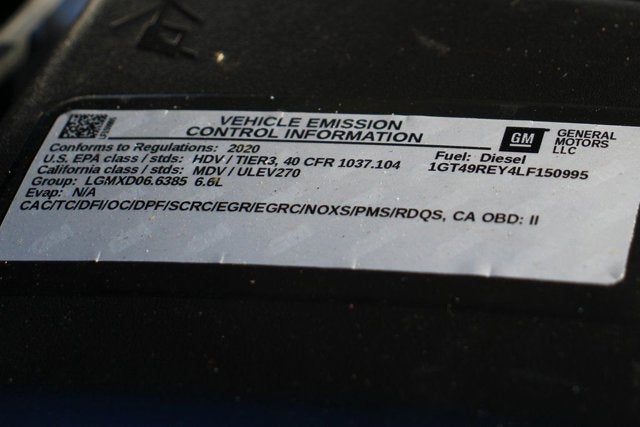 VEHICLE EMISSION
CONTROL INFORMATION
Conforms to Regulations: 2020
U.S. EPA class / stds: HDV / TIER3, 40 CFR 1037.104
California class / stds: MDV / ULEV270
Group: LGMXD06.6385 6.6L
Evap: N/A
CAC/TC/DFI/OC/DPF/SCRC/EGR/EGRC/NOXS/PMS/RDQS, CA OBD: II
GM
GENERAL
MOTORS
LLC
Fuel: Diesel
1GT49REY4LF150995